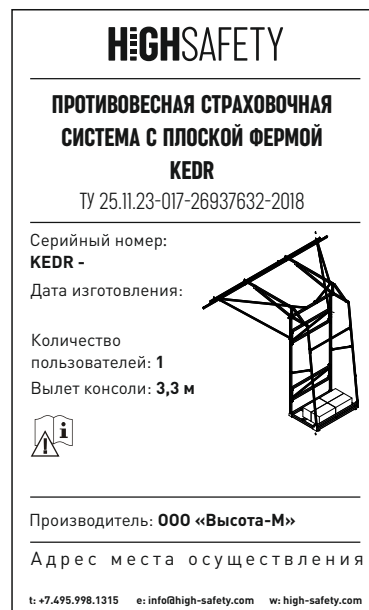 HIGHSAFETY
ПРОТИВОВЕСНАЯ СТРАХОВОЧНАЯ
СИСТЕМА С ПЛОСКОЙ ФЕРМОЙ
KEDR
ТУ 25.11.23-017-26937632-2018
Серийный номер:
KEDR -
Дата изготовления:
Количество
пользователей: 1
Вылет консоли: 3,3 м
Производитель: ООО «Высота-М»
Адрес места осуществления
t: +7.495.998.1315 e: info@high-safety.com w: high-safety.com